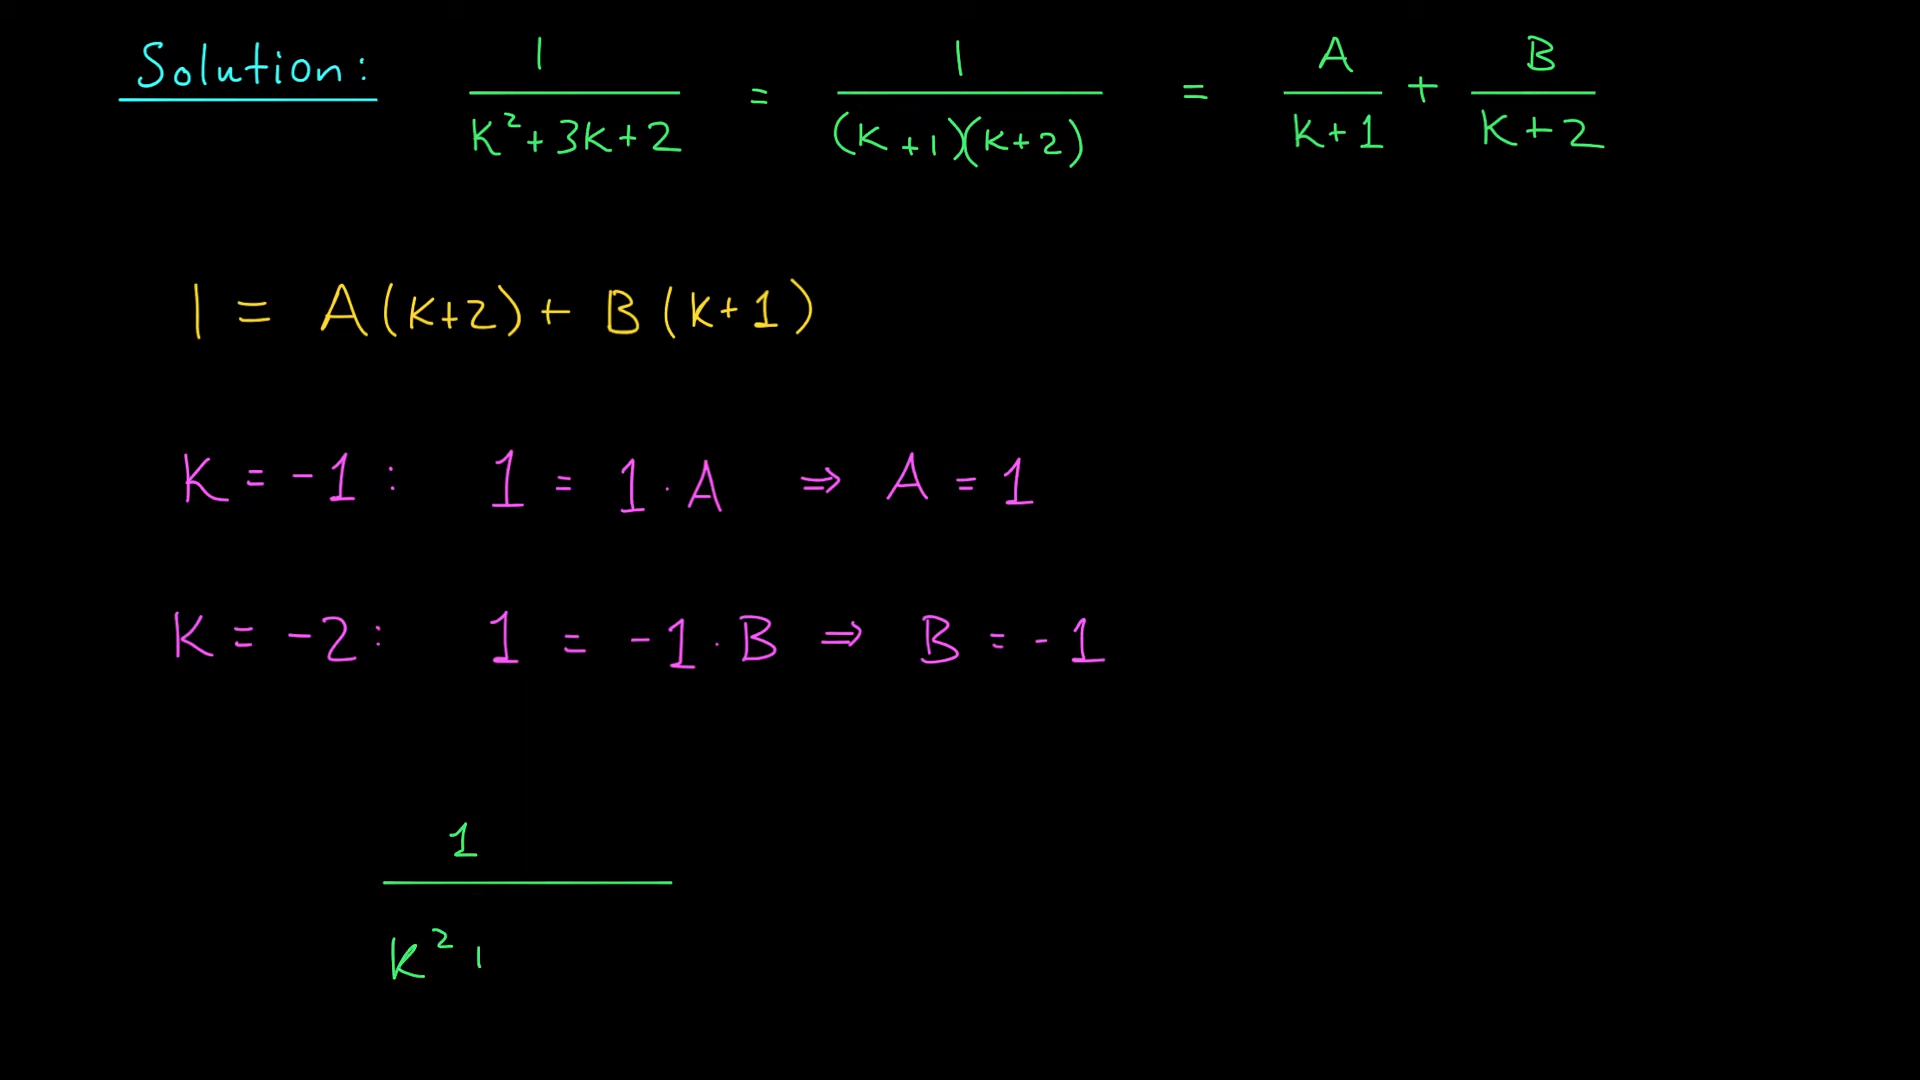 Solution: 1/(k²+3k+2) = 1/((k+1)(k+2)) = A/(k+1) + B/(k+2)
1 = A(k+2) + B(k+1)
k = -1: 1 = 1·A ⇒ A = 1
k = -2: 1 = -1·B ⇒ B = -1
1/(k²